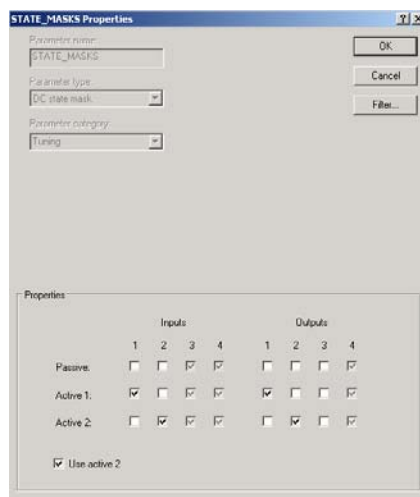 STATE_MASKS Properties
Parameter name:
STATE_MASKS
OK
Parameter type:
Cancel
DC state mask
Filter...
Parameter category:
Tuning
Properties
Inputs Outputs
1 2 3 4 1 2 3 4
Passive:
Active 1:
Active 2:
Use active 2